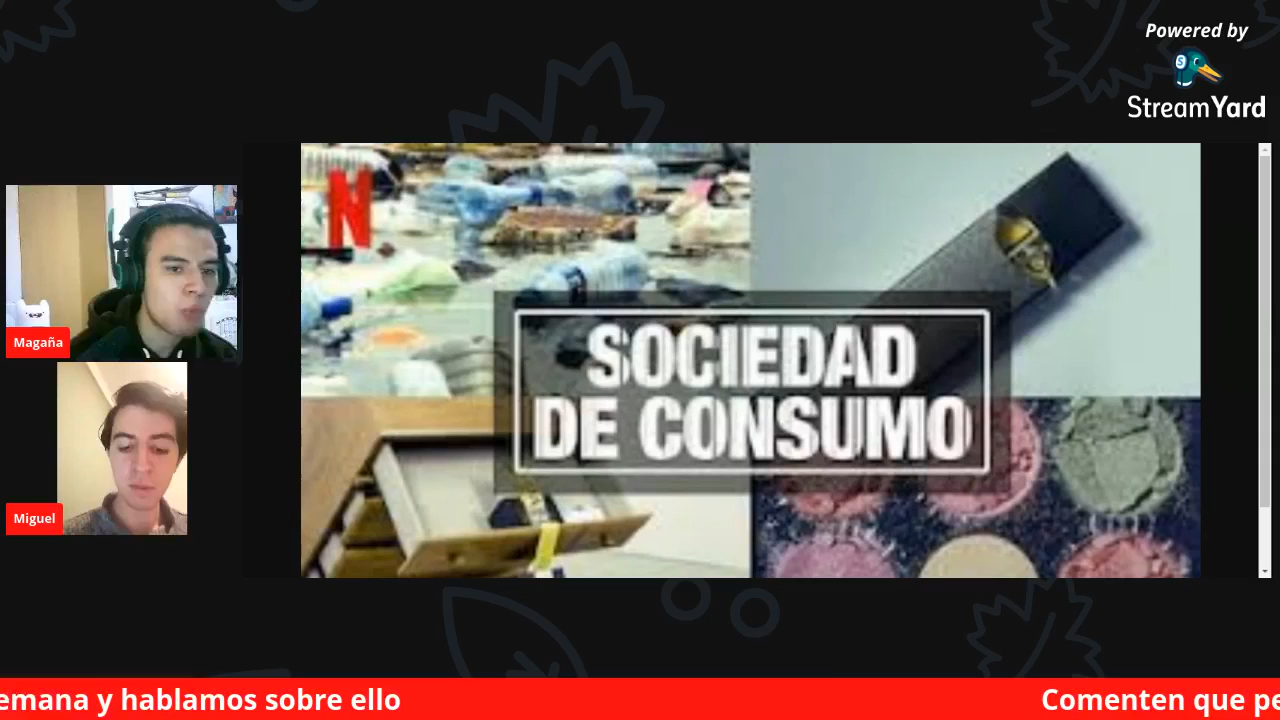 Powered by
StreamYard
N
SOCIEDAD
DE CONSUMO
Magaña
Miguel
emana y hablamos sobre ello
Comenten que pe